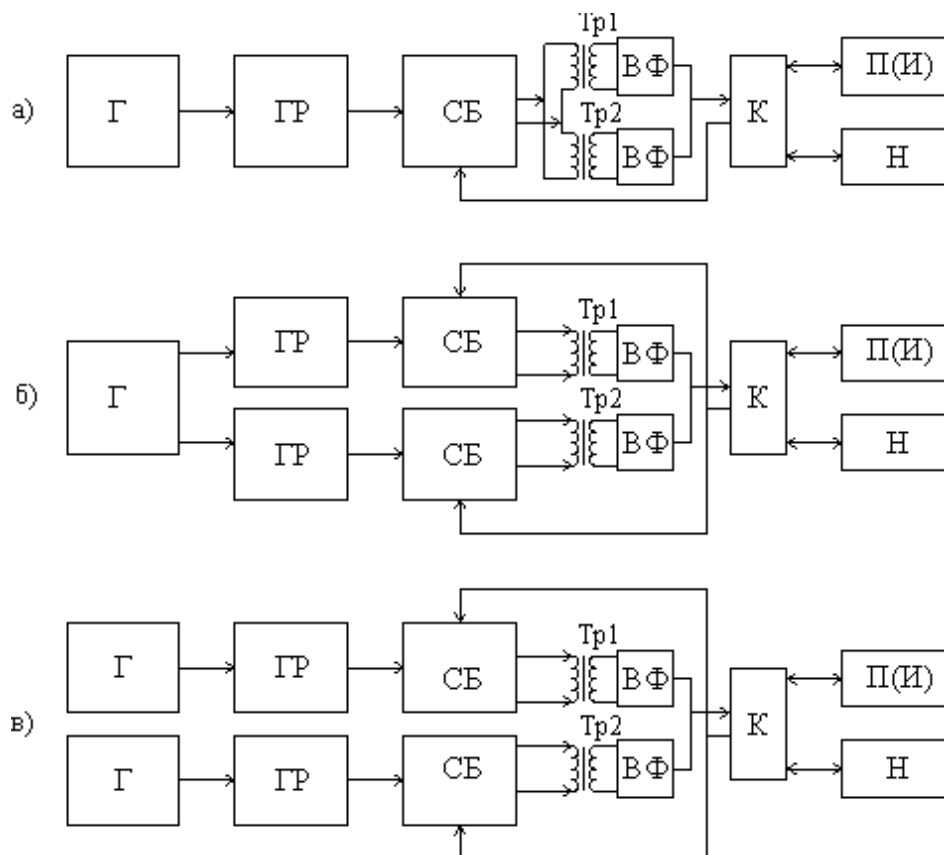 Тр1
а) Г ГР СБ ВФ К П(И)
Тр2
ВФ Н
Тр1
ГР СБ ВФ П(И)
б) Г К
Тр2
ГР СБ ВФ Н
Тр1
Г ГР СБ ВФ П(И)
в) К
Тр2
Г ГР СБ ВФ Н